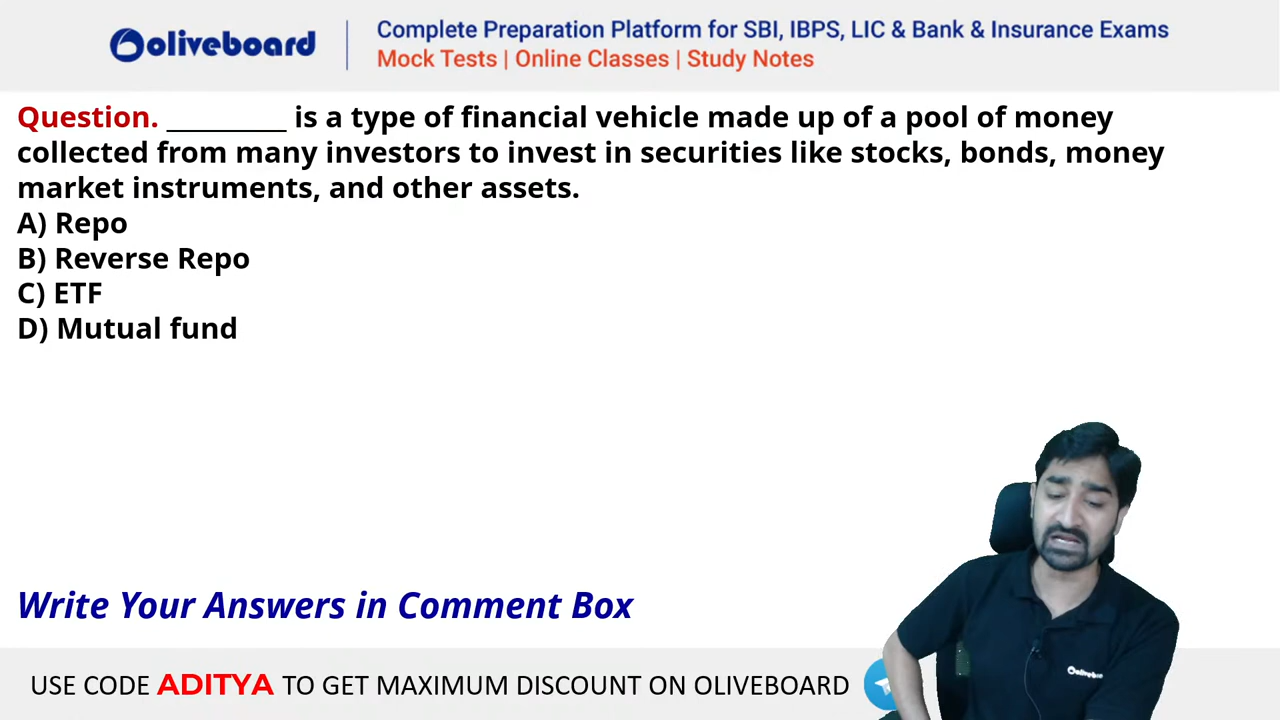 oliveboard
Complete Preparation Platform for SBI, IBPS, LIC & Bank & Insurance Exams
Mock Tests | Online Classes | Study Notes
Question. _________ is a type of financial vehicle made up of a pool of money
collected from many investors to invest in securities like stocks, bonds, money
market instruments, and other assets.
A) Repo
B) Reverse Repo
C) ETF
D) Mutual fund
Write Your Answers in Comment Box
USE CODE ADITYA TO GET MAXIMUM DISCOUNT ON OLIVEBOARD